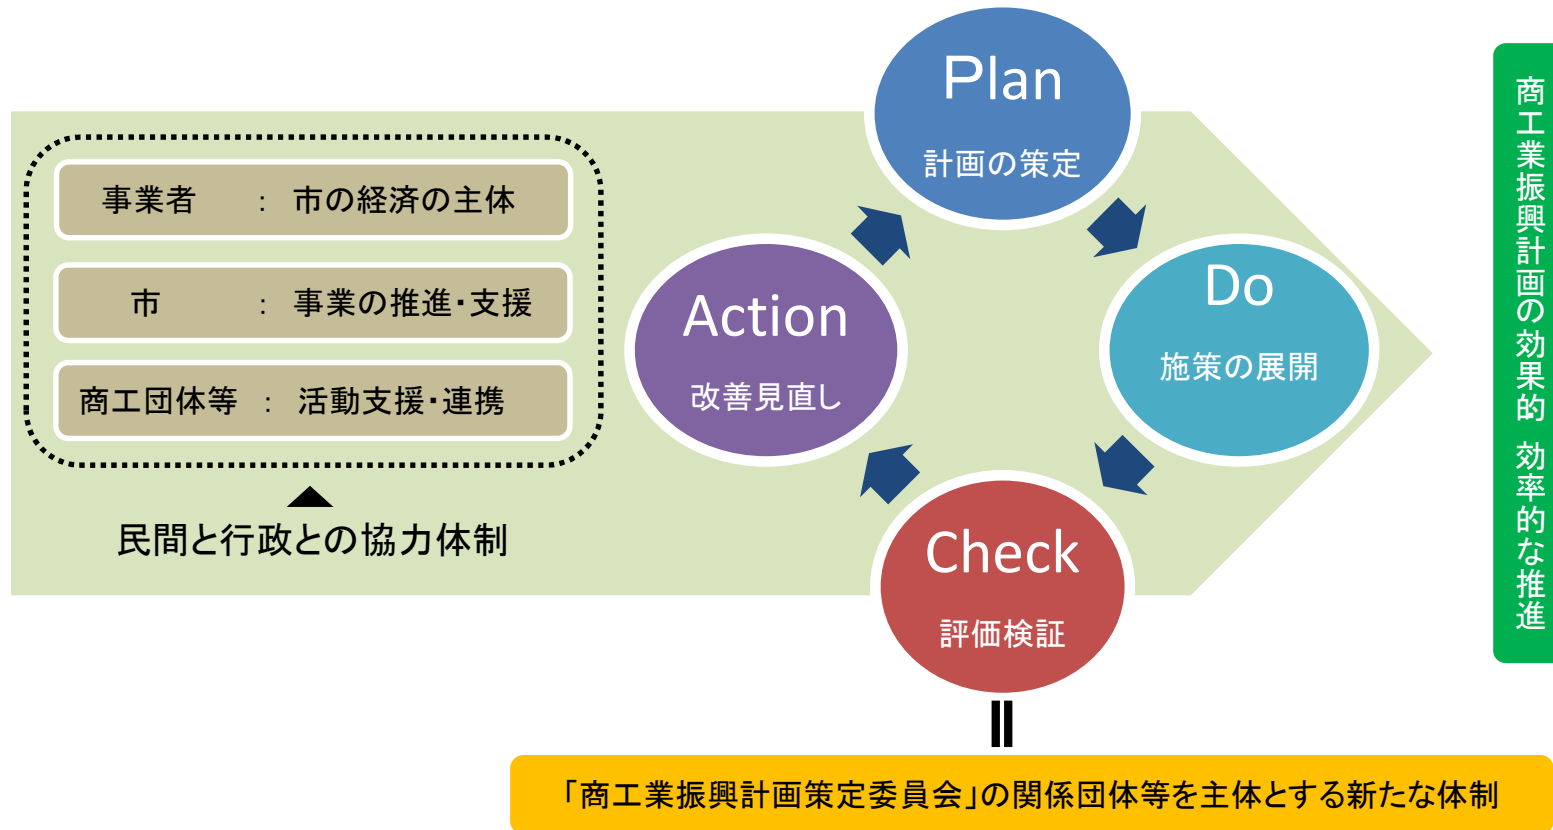 Plan
計画の策定
事業者 : 市の経済の主体
市 : 事業の推進・支援
商工団体等 : 活動支援・連携
民間と行政との協力体制
Action
改善見直し
Do
施策の展開
Check
評価検証
商工業振興計画の効果的 効率的な推進
「商工業振興計画策定委員会」の関係団体等を主体とする新たな体制